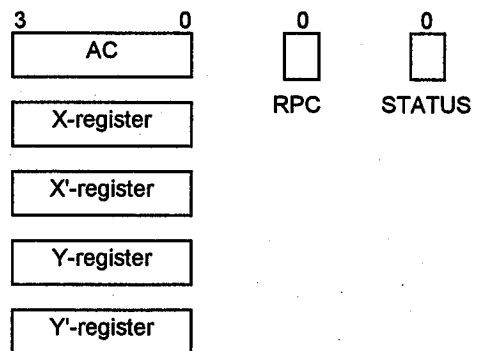 3 0 0 0
AC
RPC STATUS
X-register
X'-register
Y-register
Y'-register